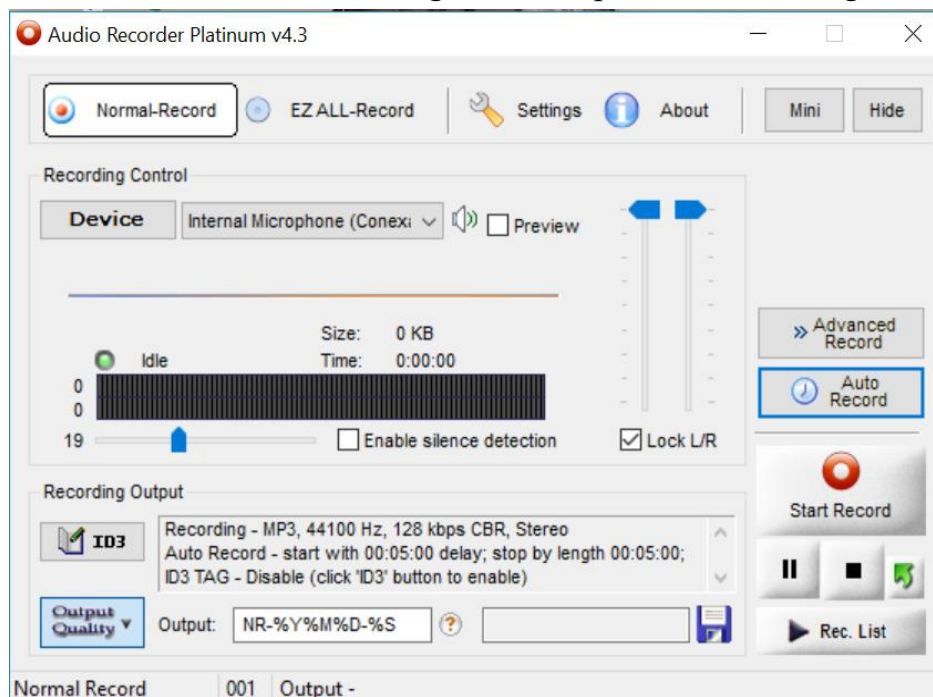 Audio Recorder Platinum v4.3
Normal-Record
EZ ALL-Record
Settings
About
Mini
Hide
Recording Control
Device
Internal Microphone (Conexa
Preview
Size: 0 KB
Idle
Time: 0:00:00
0
0
19
Enable silence detection
Lock L/R
Advanced
Record
Auto
Record
Recording Output
ID3
Recording - MP3, 44100 Hz, 128 kbps CBR, Stereo
Auto Record - start with 00:05:00 delay; stop by length 00:05:00;
ID3 TAG - Disable (click 'ID3' button to enable)
Output
Quality
Output:
NR-%Y%M%D-%S
Start Record
Rec. List
Normal Record
001
Output -